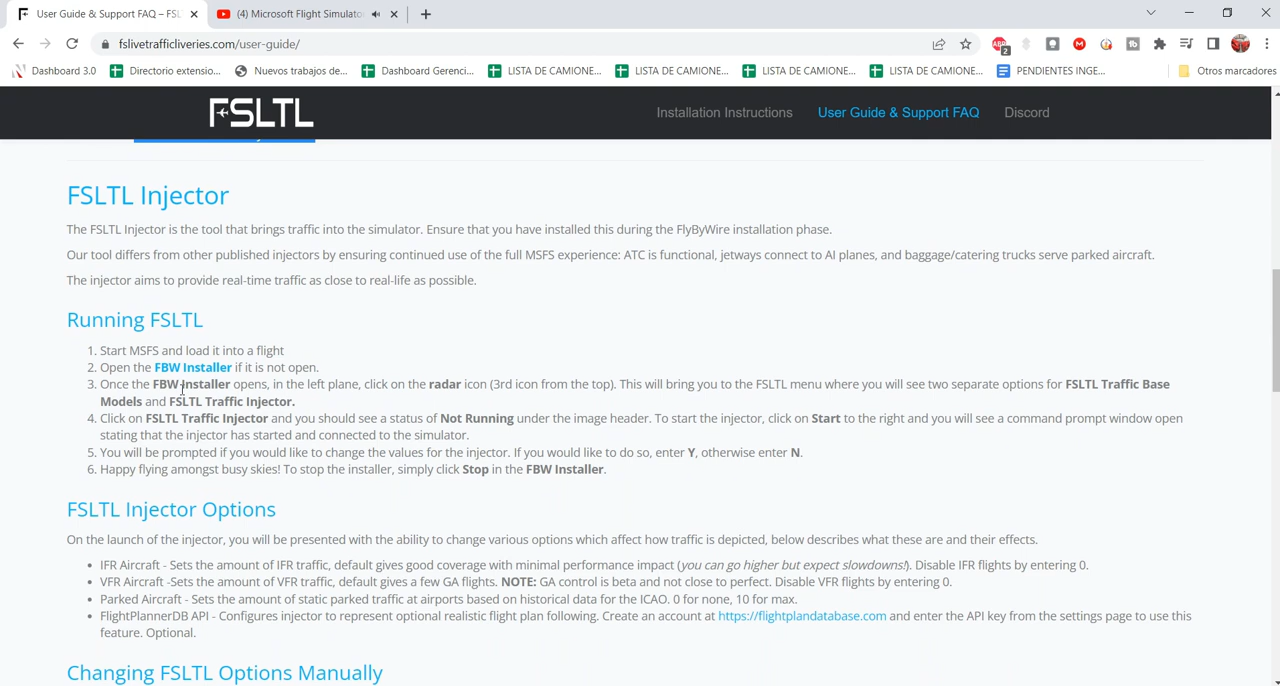 User Guide & Support FAQ – FSL
(4) Microsoft Flight Simulato
fslivetrafficliveries.com/user-guide/
Dashboard 3.0
Directorio extensio...
Nuevos trabajos de...
Dashboard Gerenci...
LISTA DE CAMIONE...
LISTA DE CAMIONE...
LISTA DE CAMIONE...
LISTA DE CAMIONE...
PENDIENTES INGE...
Otros marcadores
FSLTL
Installation Instructions
User Guide & Support FAQ
Discord
FSLTL Injector
The FSLTL Injector is the tool that brings traffic into the simulator. Ensure that you have installed this during the FlyByWire installation phase.
Our tool differs from other published injectors by ensuring continued use of the full MSFS experience: ATC is functional, jetways connect to AI planes, and baggage/catering trucks serve parked aircraft.
The injector aims to provide real-time traffic as close to real-life as possible.
Running FSLTL
1. Start MSFS and load it into a flight
2. Open the FBW Installer if it is not open.
3. Once the FBW Installer opens, in the left plane, click on the radar icon (3rd icon from the top). This will bring you to the FSLTL menu where you will see two separate options for FSLTL Traffic Base
Models and FSLTL Traffic Injector.
4. Click on FSLTL Traffic Injector and you should see a status of Not Running under the image header. To start the injector, click on Start to the right and you will see a command prompt window open
stating that the injector has started and connected to the simulator.
5. You will be prompted if you would like to change the values for the injector. If you would like to do so, enter Y, otherwise enter N.
6. Happy flying amongst busy skies! To stop the installer, simply click Stop in the FBW Installer.
FSLTL Injector Options
On the launch of the injector, you will be presented with the ability to change various options which affect how traffic is depicted, below describes what these are and their effects.
• IFR Aircraft - Sets the amount of IFR traffic, default gives good coverage with minimal performance impact (you can go higher but expect slowdowns!). Disable IFR flights by entering 0.
• VFR Aircraft -Sets the amount of VFR traffic, default gives a few GA flights. NOTE: GA control is beta and not close to perfect. Disable VFR flights by entering 0.
• Parked Aircraft - Sets the amount of static parked traffic at airports based on historical data for the ICAO. 0 for none, 10 for max.
• FlightPlannerDB API - Configures injector to represent optional realistic flight plan following. Create an account at https://flightplandatabase.com and enter the API key from the settings page to use this
feature. Optional.
Changing FSLTL Options Manually